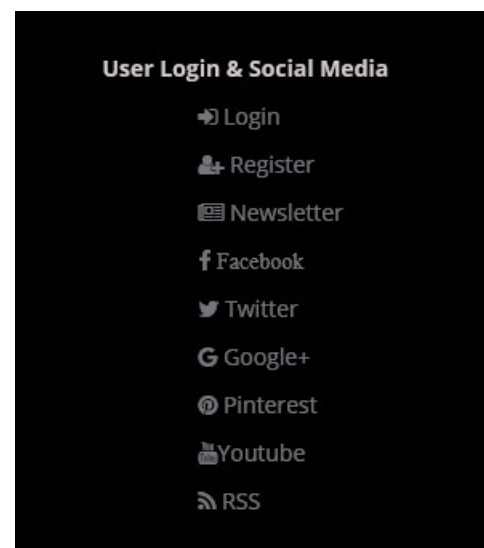 User Login & Social Media
Login
Register
Newsletter
Facebook
Twitter
Google+
Pinterest
Youtube
RSS